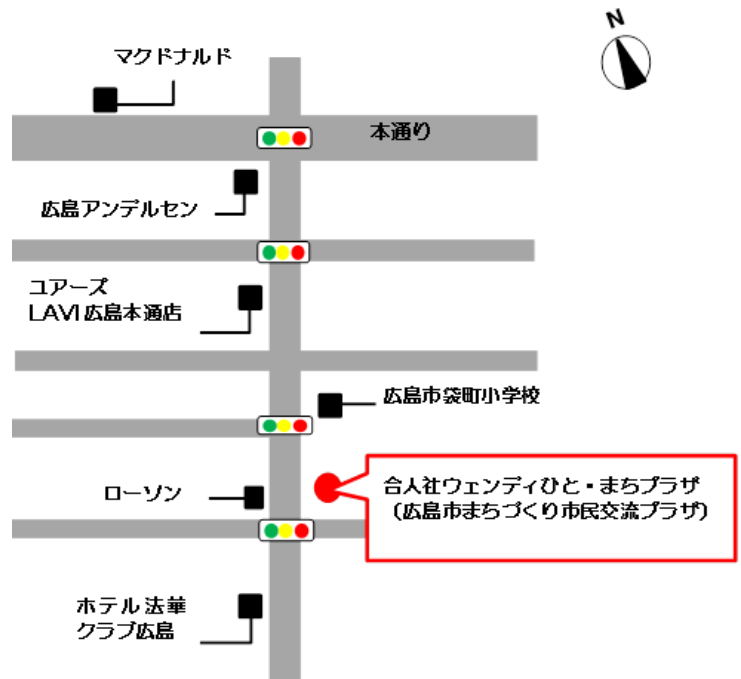 N
マクドナルド
本通り
広島アンデルセン
ユアーズ
LAVI広島本通店
広島市袋町小学校
合人社ウェンディひと・まちプラザ
（広島市まちづくり市民交流プラザ）
ローソン
ホテル法華
クラブ広島